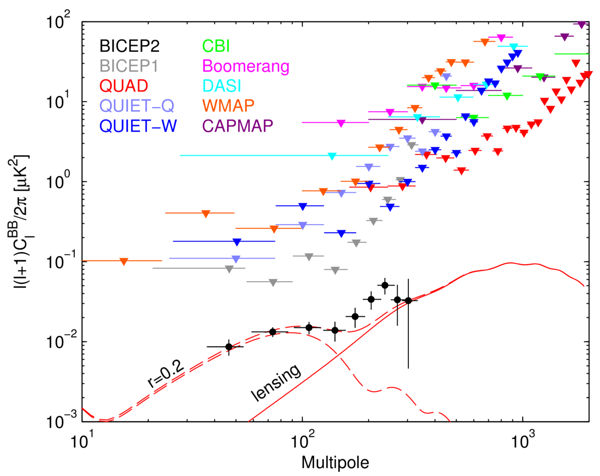 BICEP2 CBI
BICEP1 Boomerang
QUAD DASI
QUIET−Q WMAP
QUIET−W CAPMAP
l(l+1)C_l^BB/2π [μK²]
10²
10¹
10⁰
10⁻¹
10⁻²
10⁻³
r=0.2
lensing
10¹ 10² 10³
Multipole